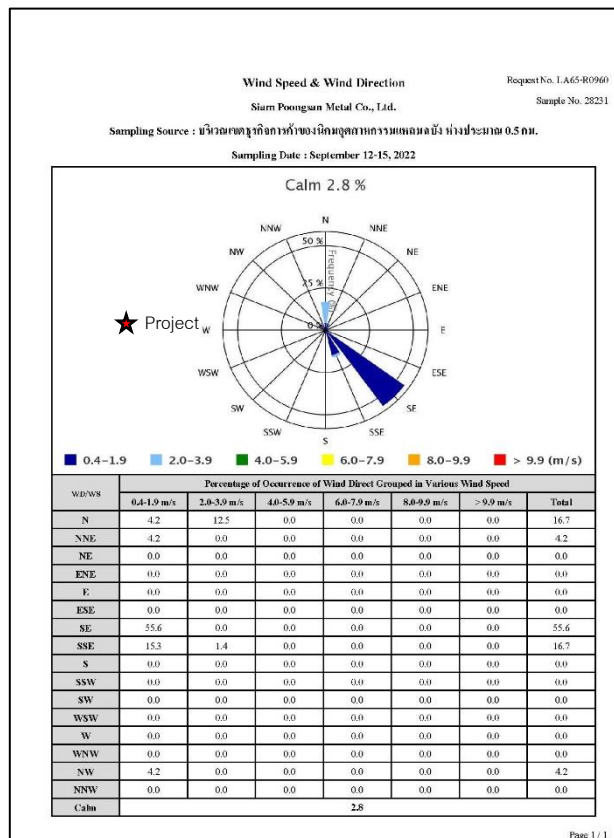 Wind Speed & Wind Direction
Request No. LA65-R0960
Siam Poongsan Metal Co., Ltd.
Sample No. 28231
Sampling Source : บริเวณเขตธุรกิจการค้าของนิคมอุตสาหกรรมแหลมฉบัง ห่างประมาณ 0.5 กม.
Sampling Date : September 12-15, 2022
Calm 2.8 %
N
NNW NNE
50 %
NW NE
25 %
WNW ENE
Project W 0 % E
WSW ESE
SW SE
SSW SSE
S
0.4-1.9 2.0-3.9 4.0-5.9 6.0-7.9 8.0-9.9 > 9.9 (m/s)
WD/WS Percentage of Occurrence of Wind Direct Grouped in Various Wind Speed
0.4-1.9 m/s 2.0-3.9 m/s 4.0-5.9 m/s 6.0-7.9 m/s 8.0-9.9 m/s > 9.9 m/s Total
N 4.2 12.5 0.0 0.0 0.0 0.0 16.7
NNE 4.2 0.0 0.0 0.0 0.0 0.0 4.2
NE 0.0 0.0 0.0 0.0 0.0 0.0 0.0
ENE 0.0 0.0 0.0 0.0 0.0 0.0 0.0
E 0.0 0.0 0.0 0.0 0.0 0.0 0.0
ESE 0.0 0.0 0.0 0.0 0.0 0.0 0.0
SE 55.6 0.0 0.0 0.0 0.0 0.0 55.6
SSE 15.3 1.4 0.0 0.0 0.0 0.0 16.7
S 0.0 0.0 0.0 0.0 0.0 0.0 0.0
SSW 0.0 0.0 0.0 0.0 0.0 0.0 0.0
SW 0.0 0.0 0.0 0.0 0.0 0.0 0.0
WSW 0.0 0.0 0.0 0.0 0.0 0.0 0.0
W 0.0 0.0 0.0 0.0 0.0 0.0 0.0
WNW 0.0 0.0 0.0 0.0 0.0 0.0 0.0
NW 4.2 0.0 0.0 0.0 0.0 0.0 4.2
NNW 0.0 0.0 0.0 0.0 0.0 0.0 0.0
Calm 2.8
Page 1 / 1